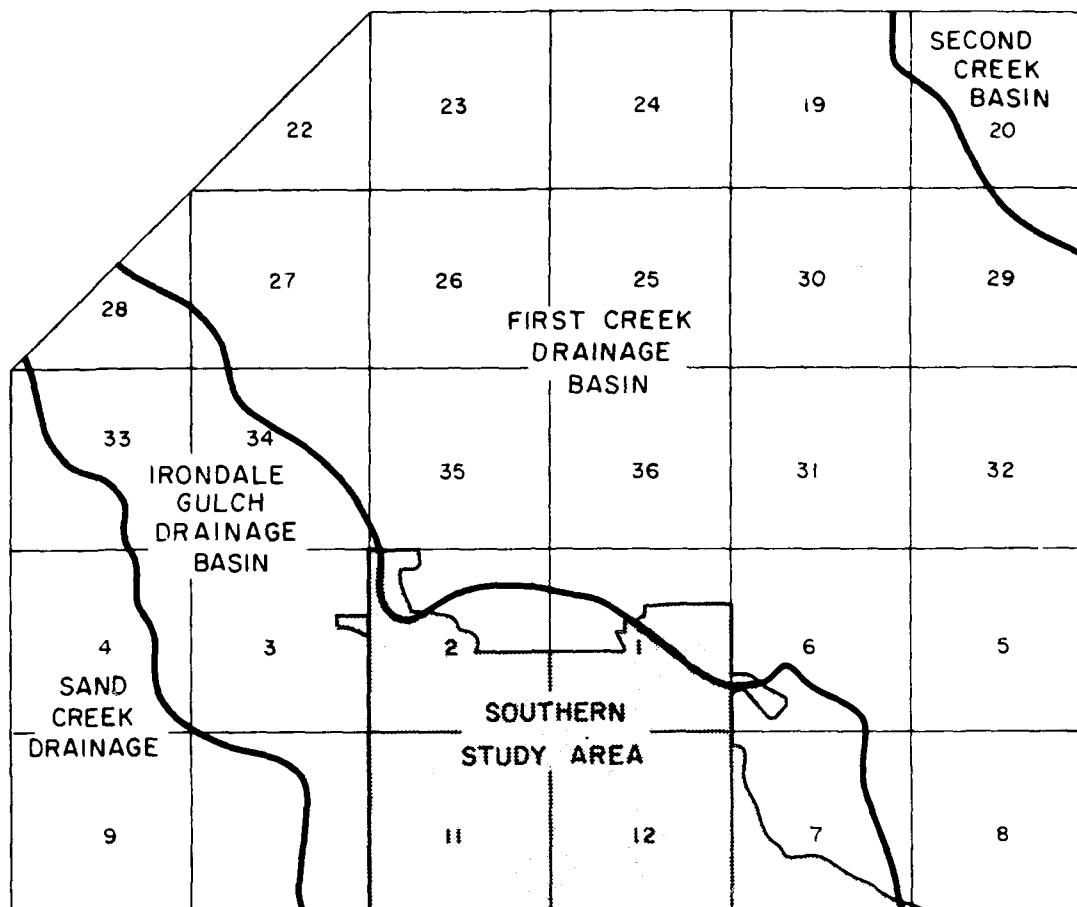 SECOND
CREEK
BASIN
23
24
19
22
20
27
26
25
30
29
28
FIRST CREEK
DRAINAGE
BASIN
33
34
35
36
31
32
IRONDALE
GULCH
DRAINAGE
BASIN
4
3
2
1
6
5
SAND
CREEK
DRAINAGE
SOUTHERN
STUDY AREA
9
11
12
7
8